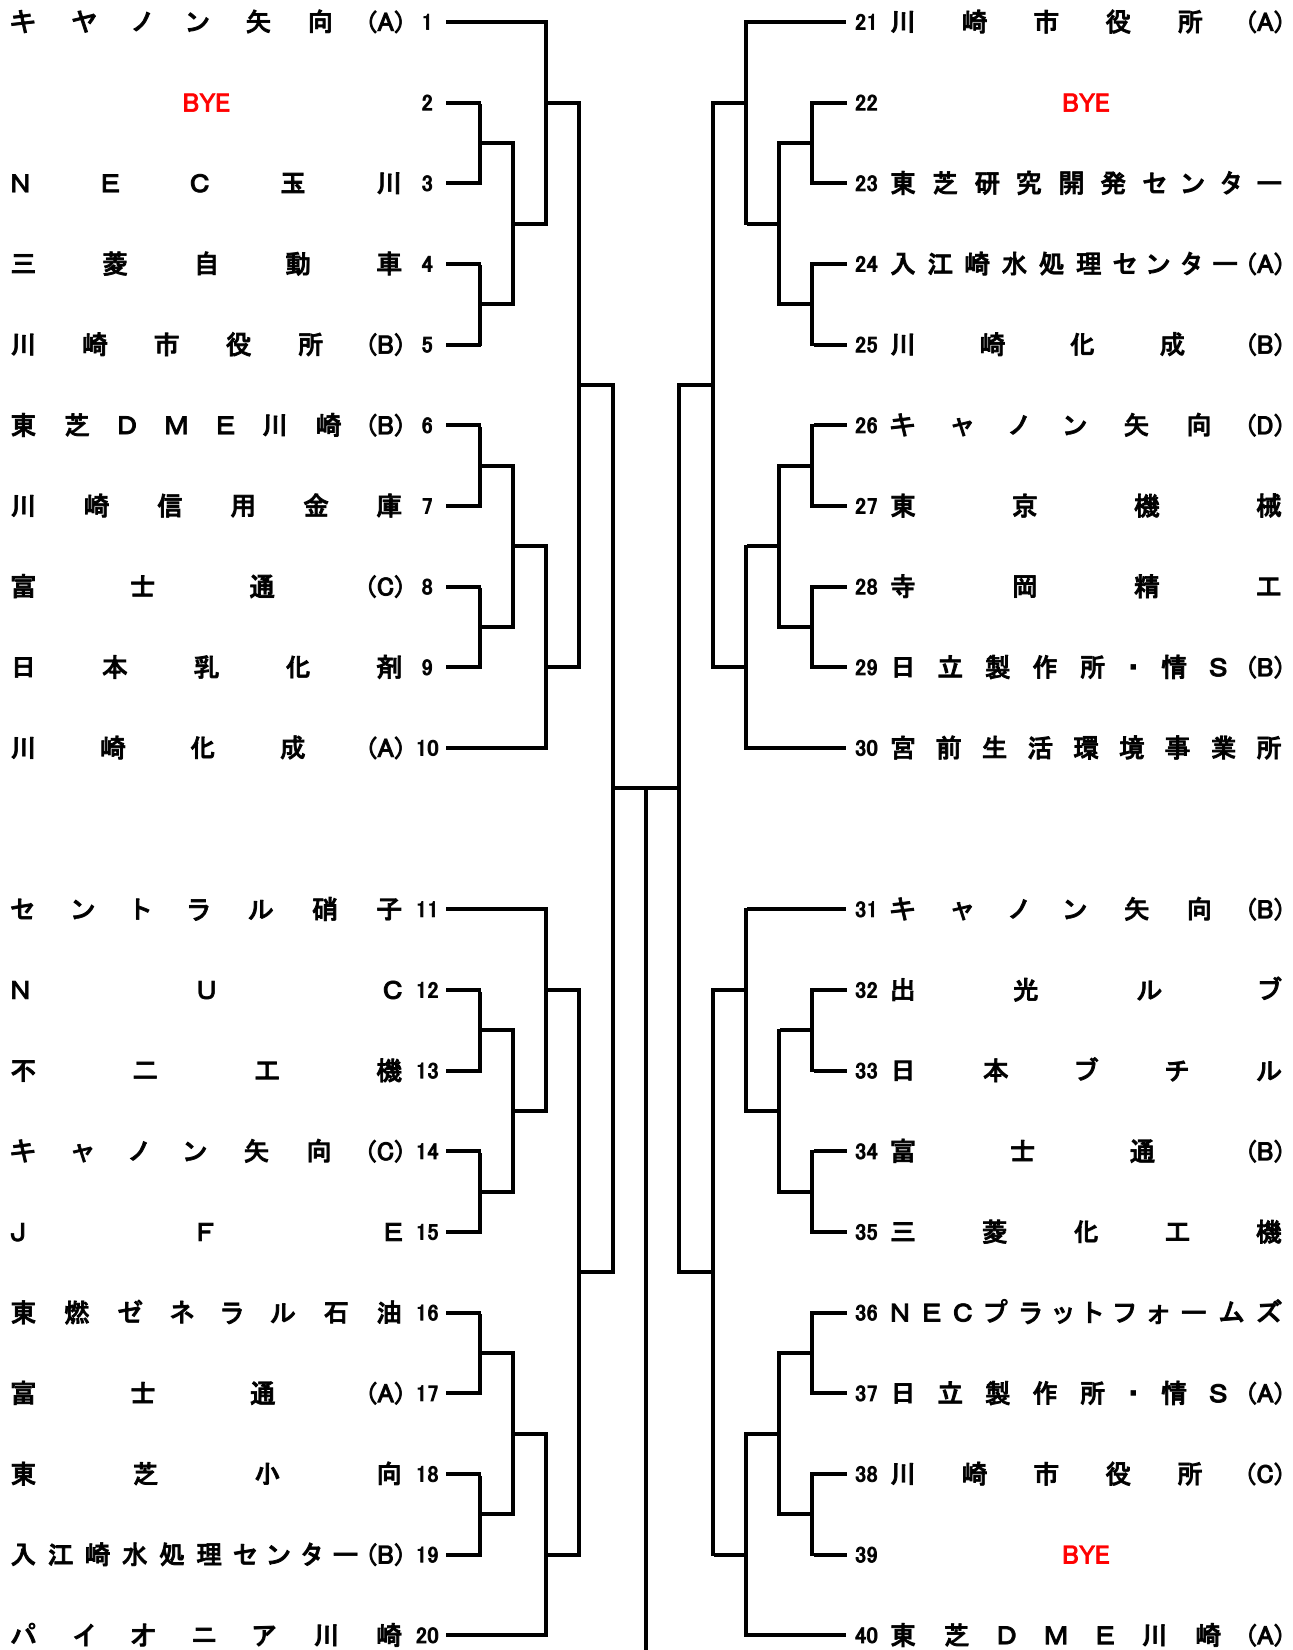 キヤノン矢向(A) 1
BYE 2
NEC玉川 3
三菱自動車 4
川崎市役所(B) 5
東芝DME川崎(B) 6
川崎信用金庫 7
富士通(C) 8
日本乳化剤 9
川崎化成(A) 10
セントラル硝子 11
NUC 12
不二工機 13
キャノン矢向(C) 14
JFE 15
東燃ゼネラル石油 16
富士通(A) 17
東芝小向 18
入江崎水処理センター(B) 19
パイオニア川崎 20
21 川崎市役所(A)
22 BYE
23 東芝研究開発センター
24 入江崎水処理センター(A)
25 川崎化成(B)
26 キャノン矢向(D)
27 東京機械
28 寺岡精工
29 日立製作所・情S(B)
30 宮前生活環境事業所
31 キャノン矢向(B)
32 出光ルブ
33 日本ブチル
34 富士通(B)
35 三菱化工機
36 NECプラットフォームズ
37 日立製作所・情S(A)
38 川崎市役所(C)
39 BYE
40 東芝DME川崎(A)